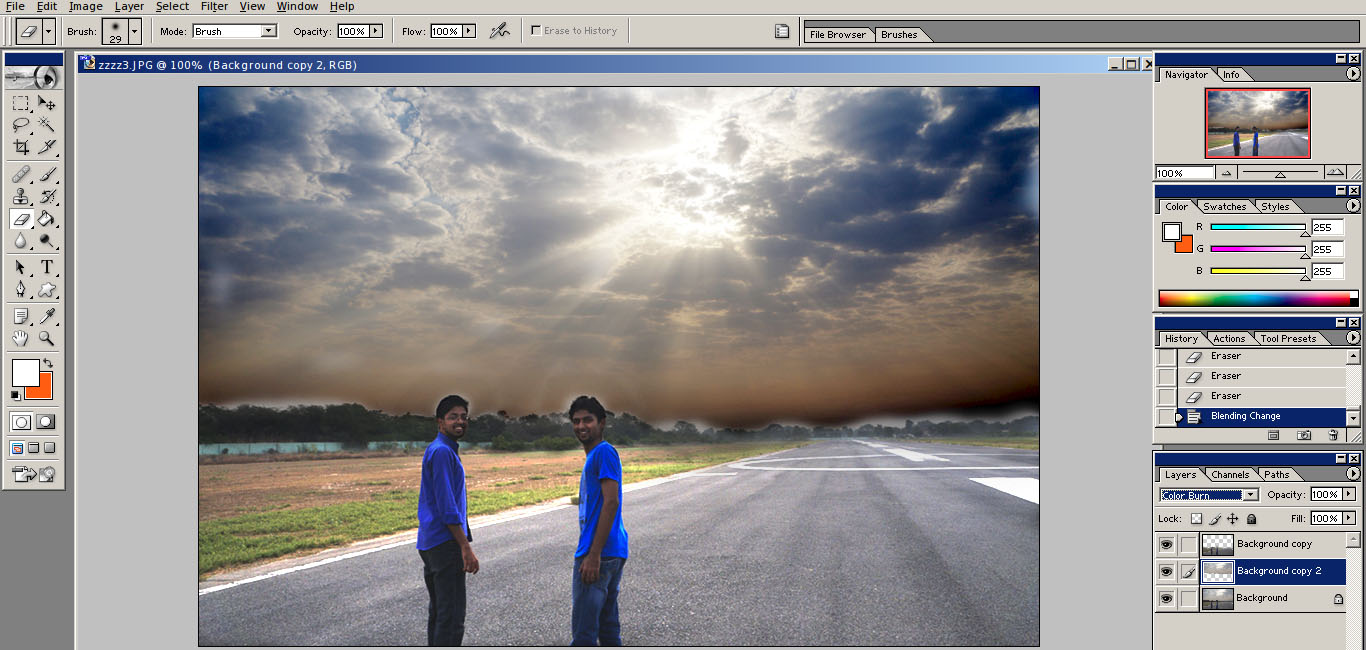 File Edit Image Layer Select Filter View Window Help
Brush: 29 Mode: Brush Opacity: 100% Flow: 100% Erase to History File Browser Brushes
zzzz3.JPG @ 100% (Background copy 2, RGB)
Navigator Info
100%
Color Swatches Styles
R 255
G 255
B 255
History Actions Tool Presets
Eraser
Eraser
Eraser
Blending Change
Layers Channels Paths
Color Burn Opacity: 100%
Lock: Fill: 100%
Background copy
Background copy 2
Background